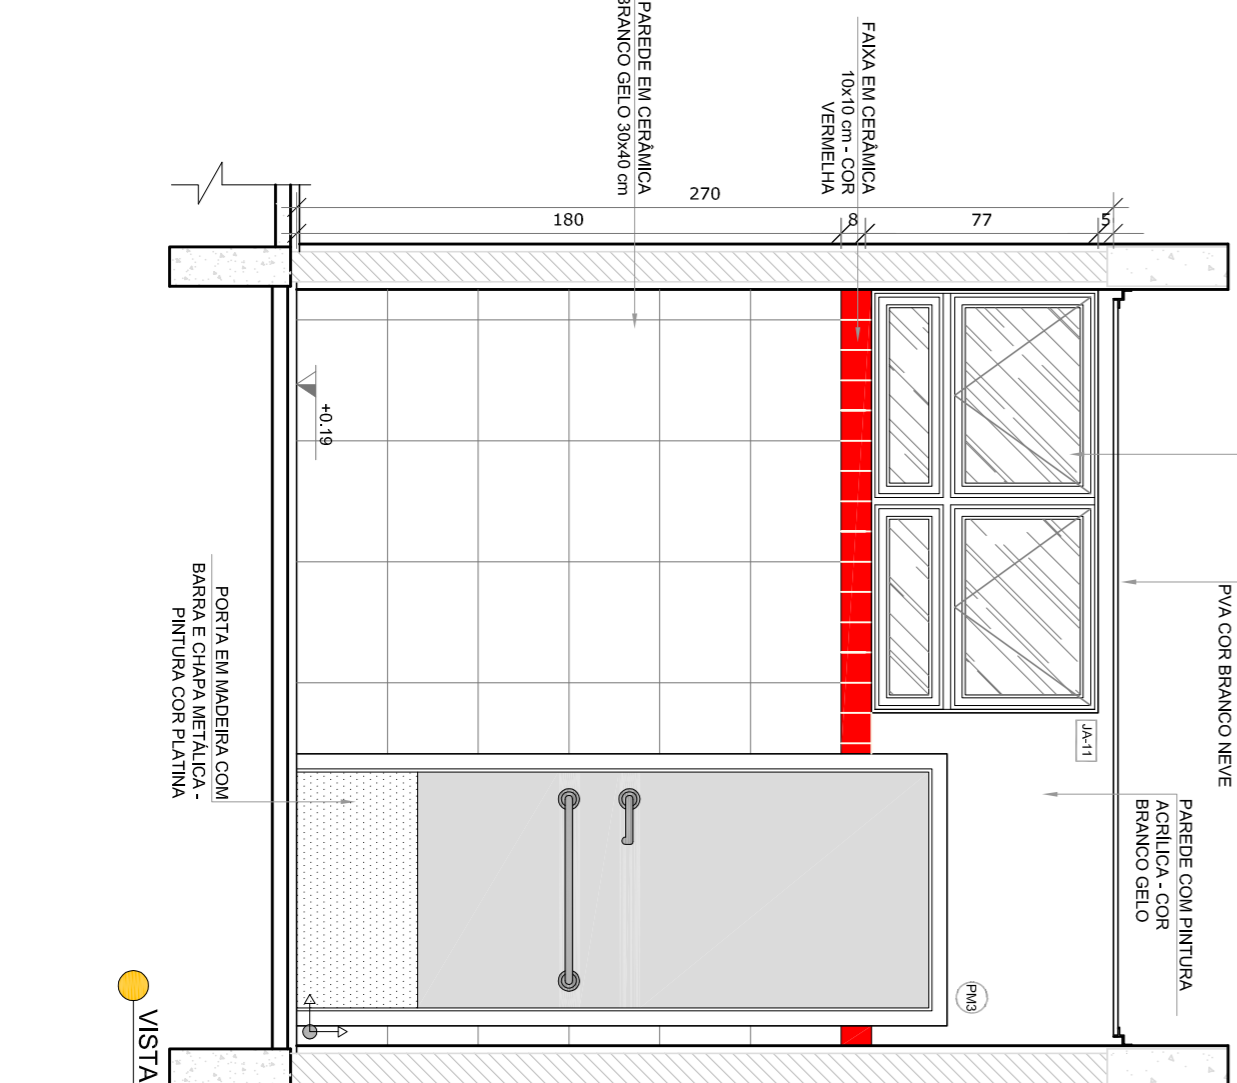 PAREDE EM CERÂMICA
BRANCO GELO 30x40 cm
FAIXA EM CERÂMICA
10x10 cm - COR
VERMELHA
270
180
8
77
5
+0.19
PVA COR BRANCO NEVE
JA-11
PAREDE COM PINTURA
ACRÍLICA - COR
BRANCO GELO
PORTA EM MADEIRA COM
BARRA E CHAPA METÁLICA -
PINTURA COR PLATINA
PM3
VISTA